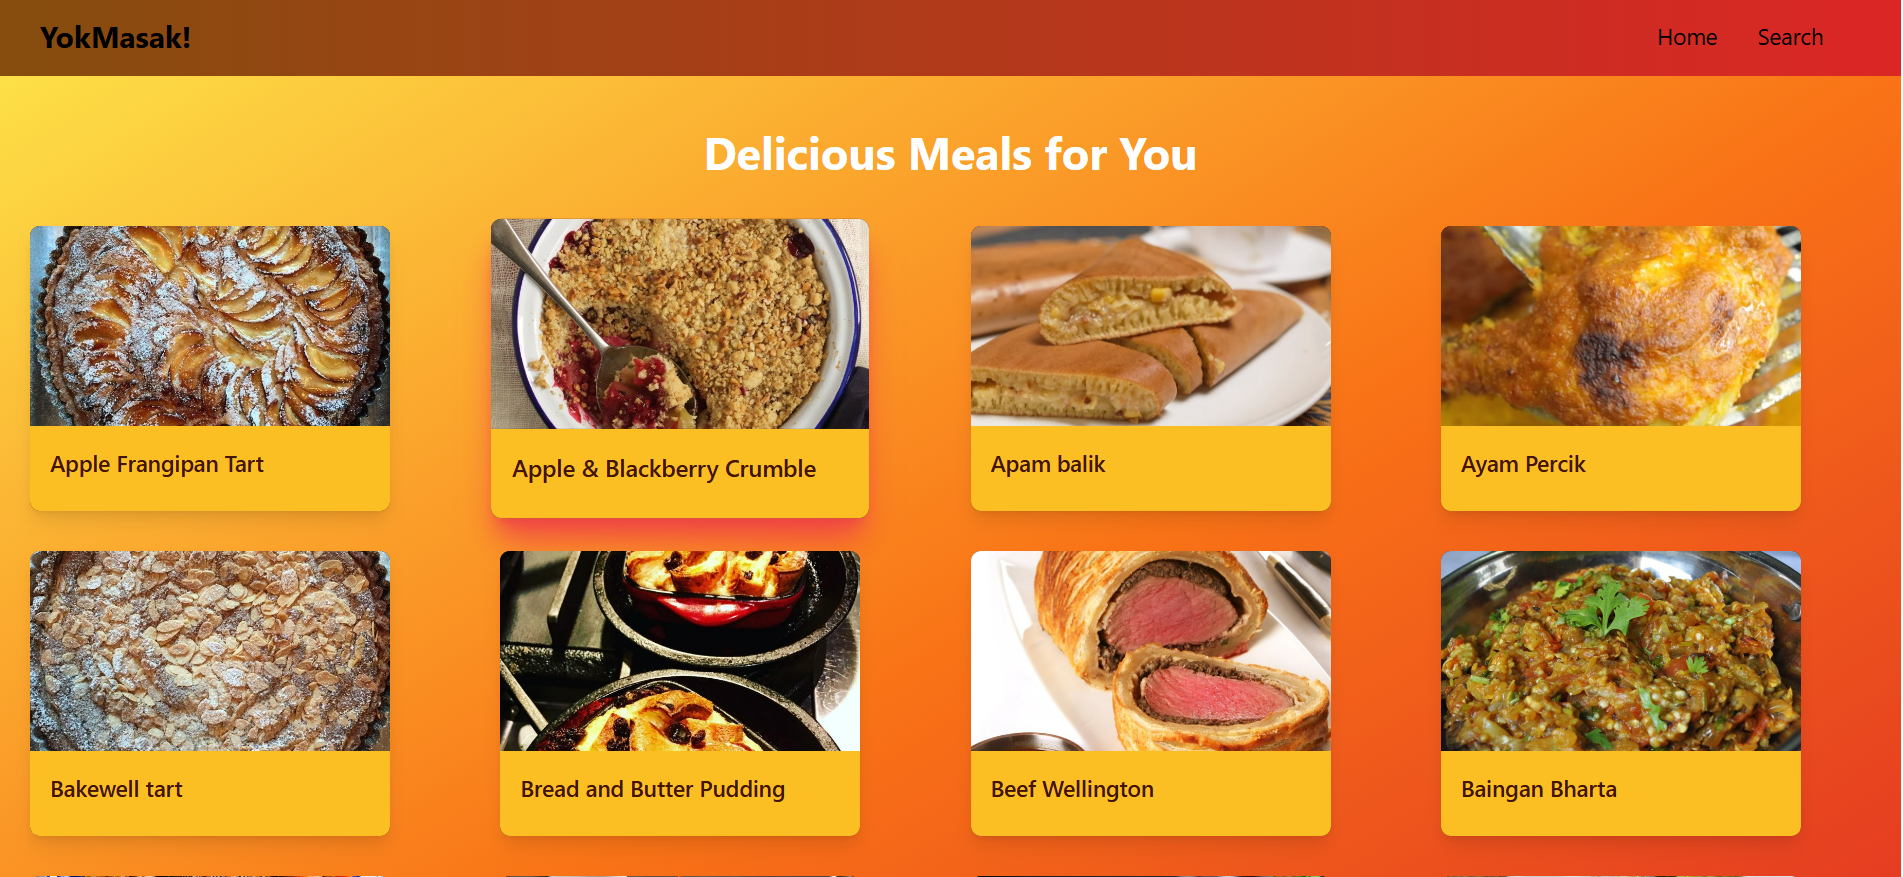 YokMasak!
Home
Search
Delicious Meals for You
Apple Frangipan Tart
Apple & Blackberry Crumble
Apam balik
Ayam Percik
Bakewell tart
Bread and Butter Pudding
Beef Wellington
Baingan Bharta